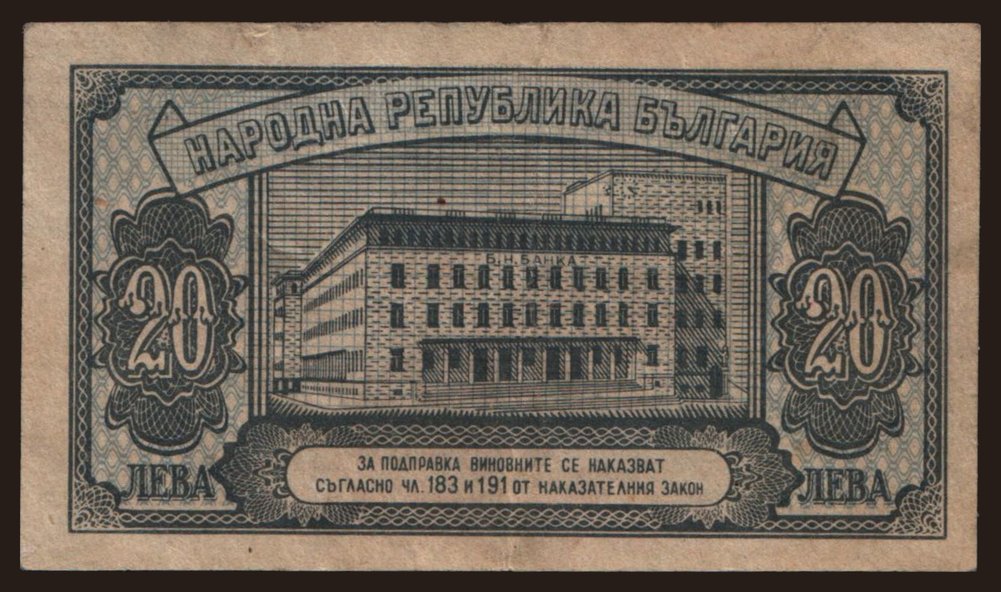 НАРОДНА РЕПУБЛИКА БЪЛГАРИЯ
Б.Н.БАНКА
20
20
ЛЕВА
ЛЕВА
ЗА ПОДПРАВКА ВИНОВНИТЕ СЕ НАКАЗВАТ
СЪГЛАСНО ЧЛ. 183 И 191 ОТ НАКАЗАТЕЛНИЯ ЗАКОН